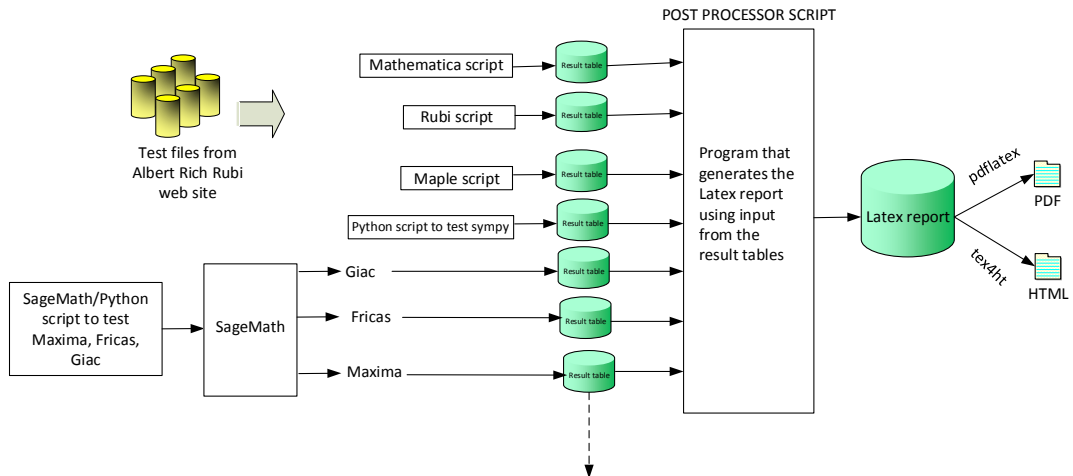 POST PROCESSOR SCRIPT
Mathematica script
Result table
Rubi script
Result table
Test files from
Albert Rich Rubi
web site
Maple script
Result table
Python script to test sympy
Result table
Giac
Result table
Fricas
Result table
Maxima
Result table
SageMath/Python
script to test
Maxima, Fricas,
Giac
SageMath
Program that
generates the
Latex report
using input
from the
result tables
Latex report
pdflatex
PDF
tex4ht
HTML